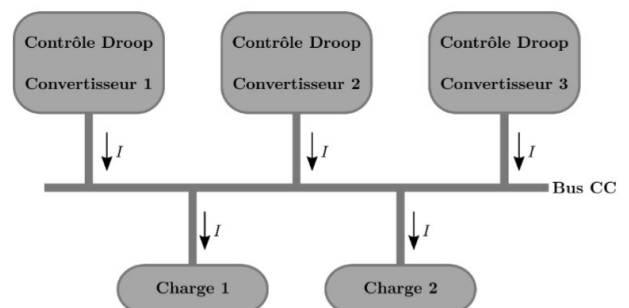 Contrôle Droop
Convertisseur 1
Contrôle Droop
Convertisseur 2
Contrôle Droop
Convertisseur 3
I
I
I
Bus CC
I
I
Charge 1
Charge 2